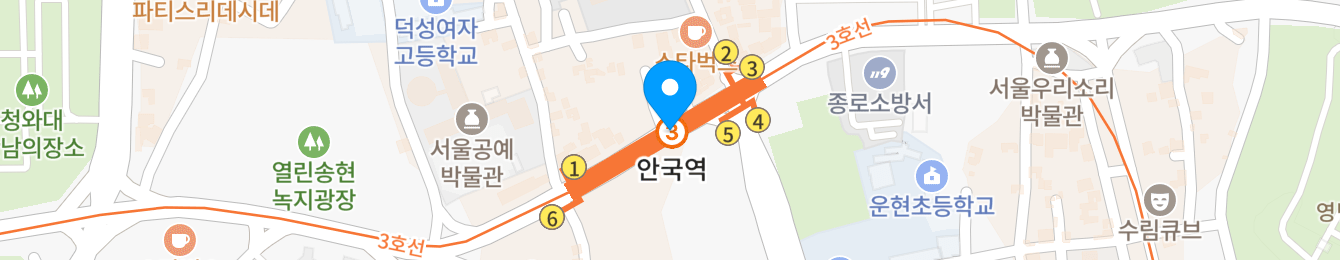 파티스리데시데
덕성여자
고등학교
3호선
2
3
119
종로소방서
서울우리소리
박물관
청와대
남의장소
열린송현
녹지광장
서울공예
박물관
1
3
안국역
5
4
운현초등학교
6
3호선
수림큐브